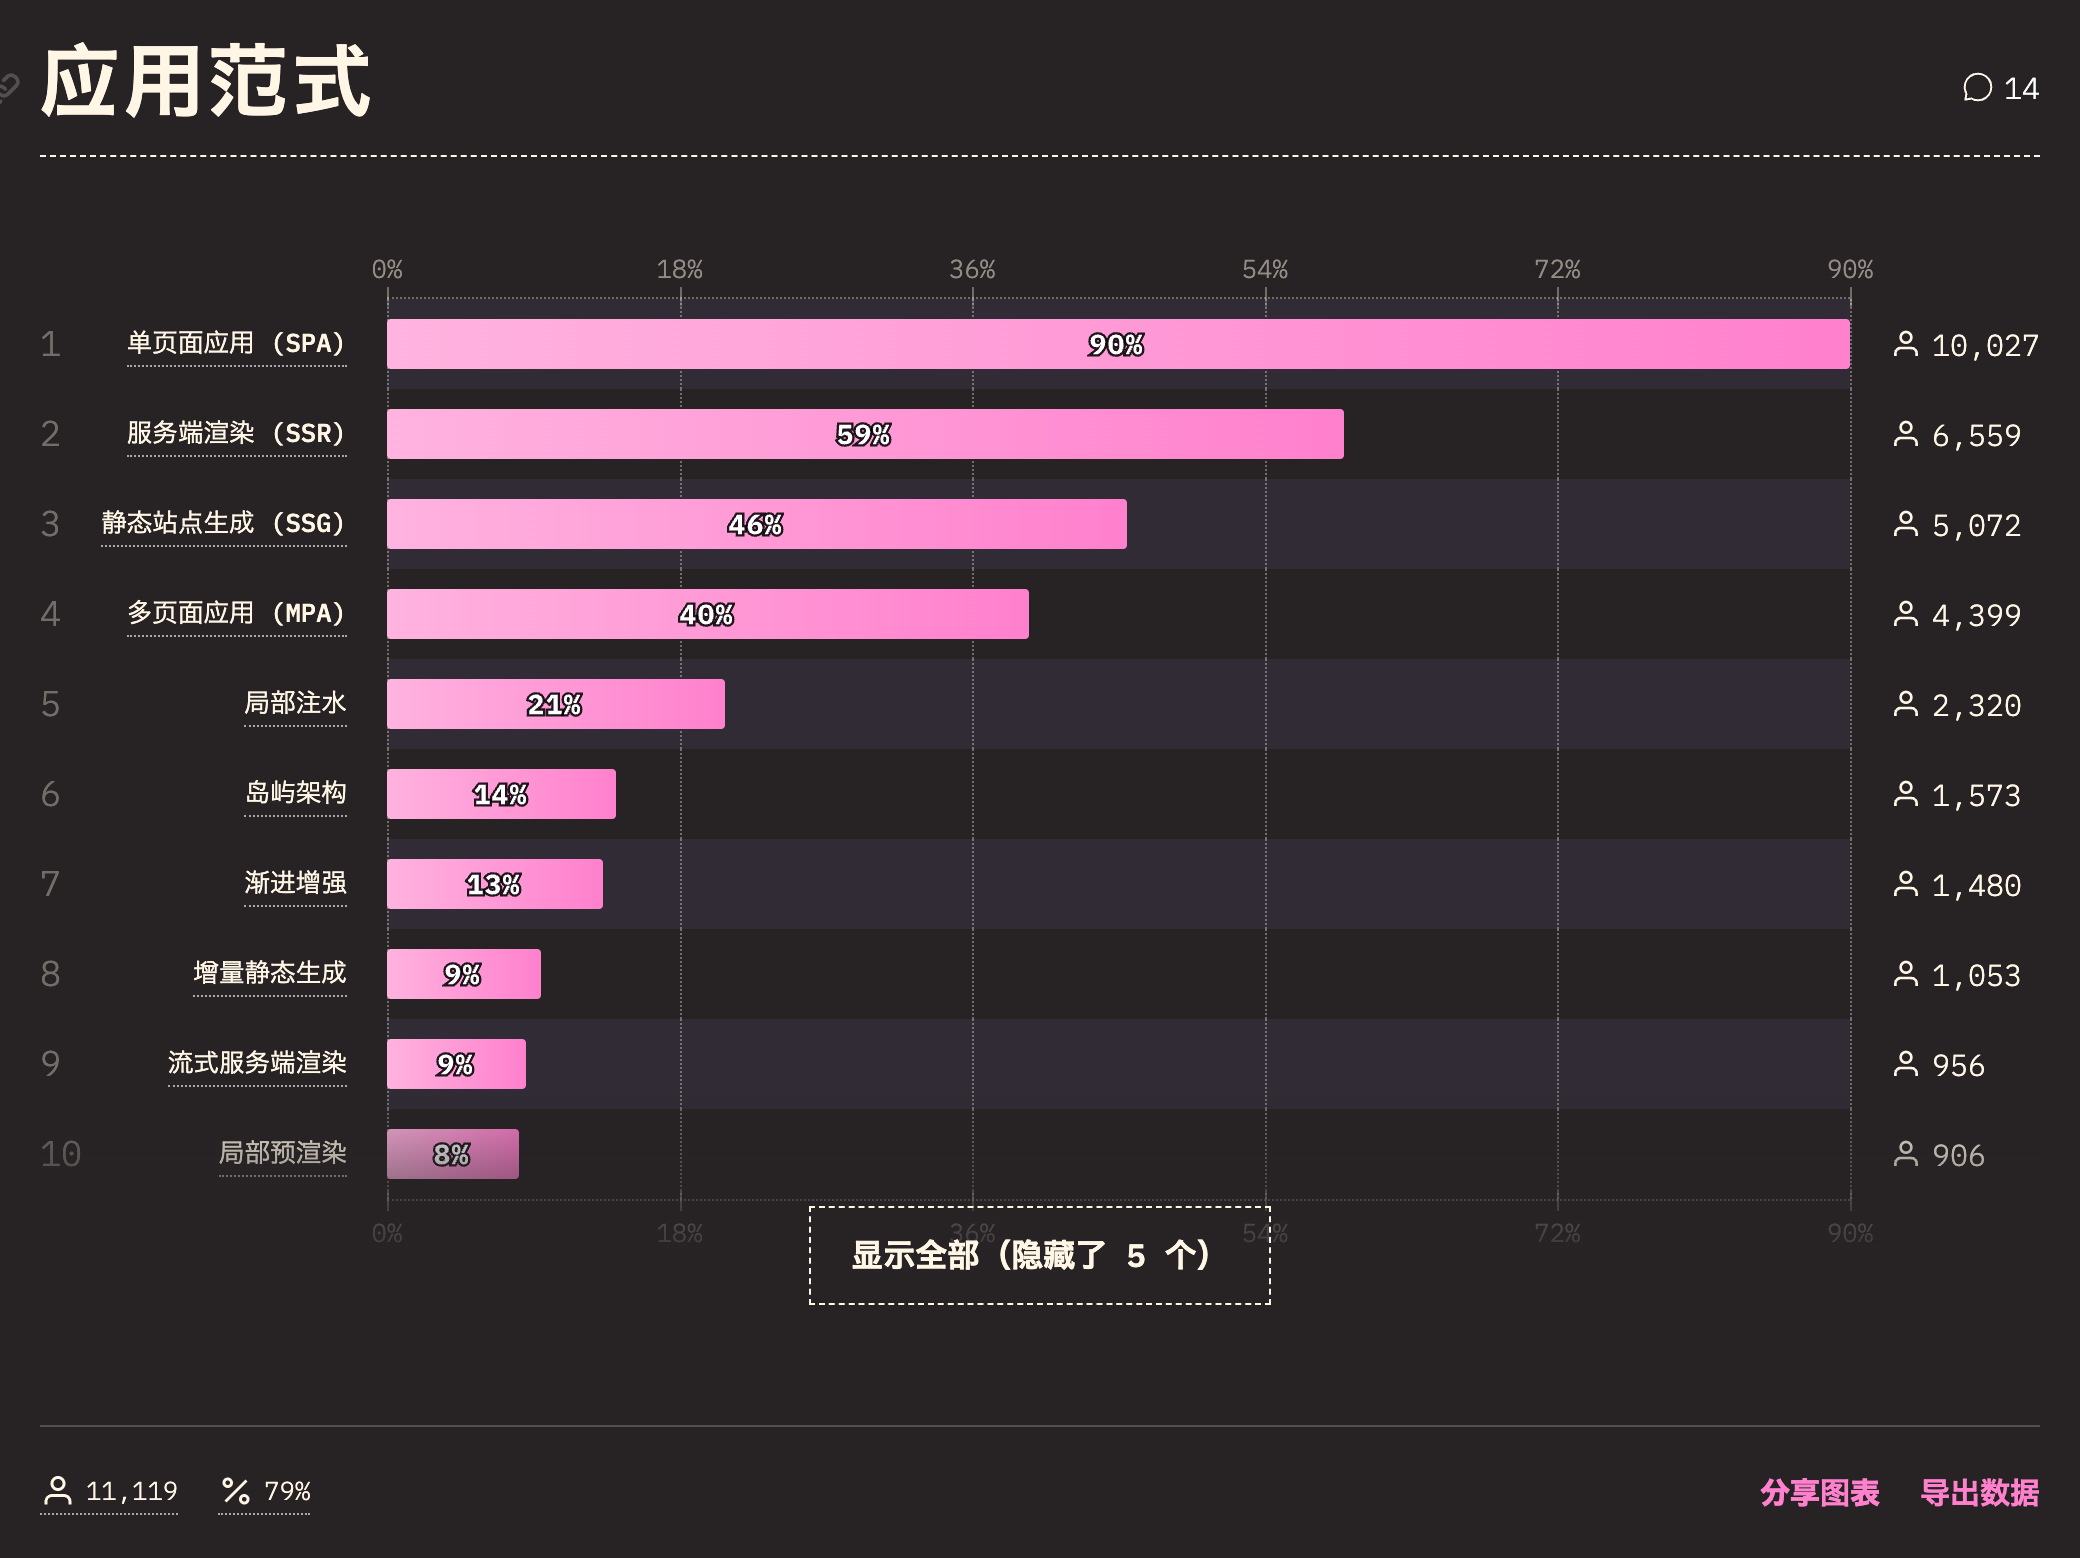 应用范式
14
0% 18% 36% 54% 72% 90%
1 单页面应用 (SPA) 90% 10,027
2 服务端渲染 (SSR) 59% 6,559
3 静态站点生成 (SSG) 46% 5,072
4 多页面应用 (MPA) 40% 4,399
5 局部注水 21% 2,320
6 岛屿架构 14% 1,573
7 渐进增强 13% 1,480
8 增量静态生成 9% 1,053
9 流式服务端渲染 9% 956
10 局部预渲染 8% 906
0% 18% 36% 54% 72% 90%
显示全部（隐藏了 5 个）
11,119 79% 分享图表 导出数据